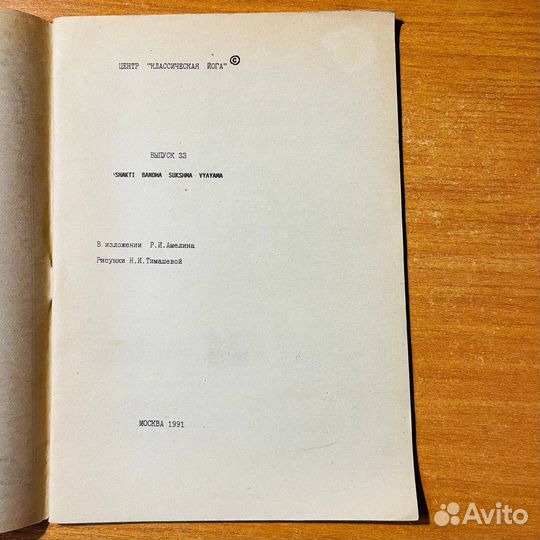 ЦЕНТР "КЛАССИЧЕСКАЯ ЙОГА" ©
ВЫПУСК 33
SHAKTI BANDHA SUKSHMA VYAYAMA
В изложении Р.И.Амелина
Рисунки Н.И.Тимашевой
МОСКВА 1991
Avito